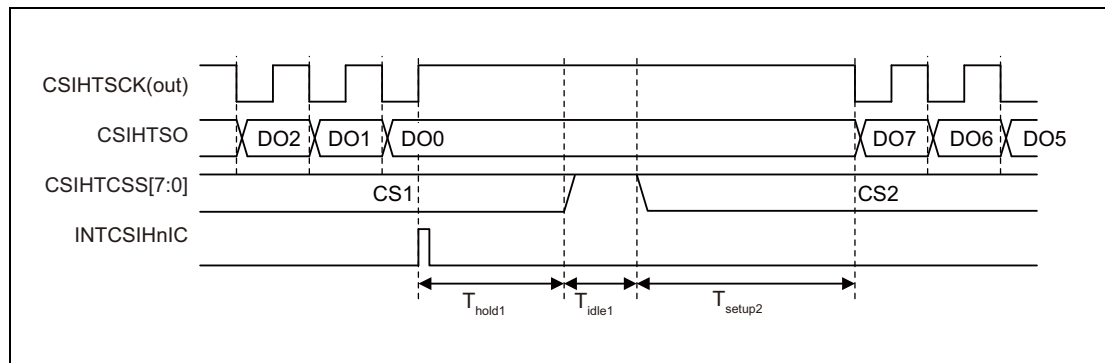 CSIHTSCK(out)
CSIHTSO DO2 DO1 DO0 DO7 DO6 DO5
CSIHTCSS[7:0] CS1 CS2
INTCSIHnIC
Thold1 Tidle1 Tsetup2